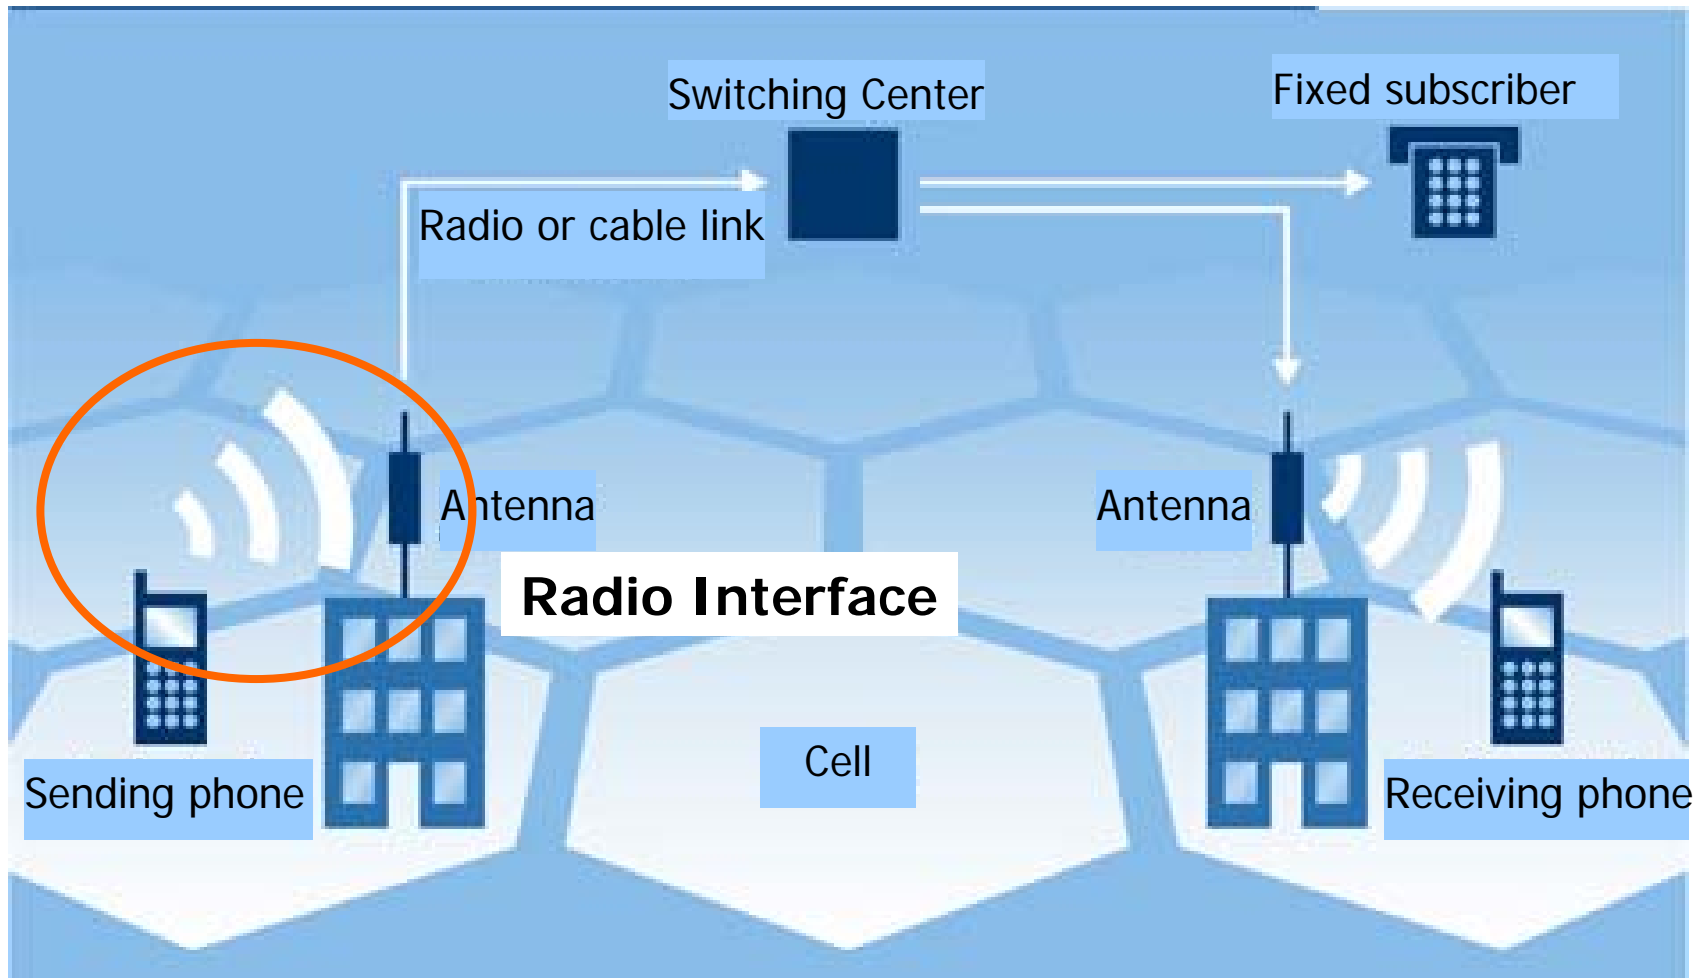 Switching Center
Fixed subscriber
Radio or cable link
Antenna
Antenna
Radio Interface
Cell
Sending phone
Receiving phone